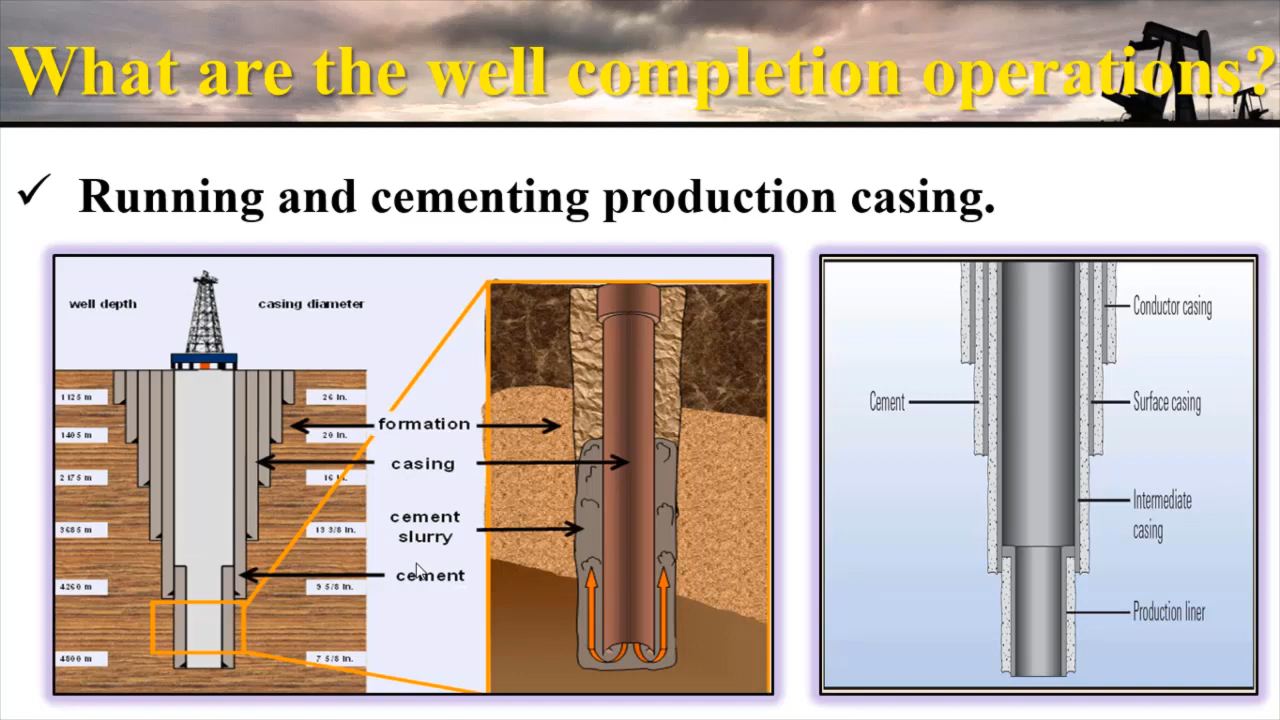 What are the well completion operations?
✓ Running and cementing production casing.
well depth
casing diameter
1125 m
26 in.
1405 m
20 in.
2175 m
16 in.
3685 m
13 3/8 in.
4260 m
9 5/8 in.
4800 m
7 5/8 in.
formation
casing
cement
slurry
cement
Conductor casing
Cement
Surface casing
Intermediate
casing
Production liner